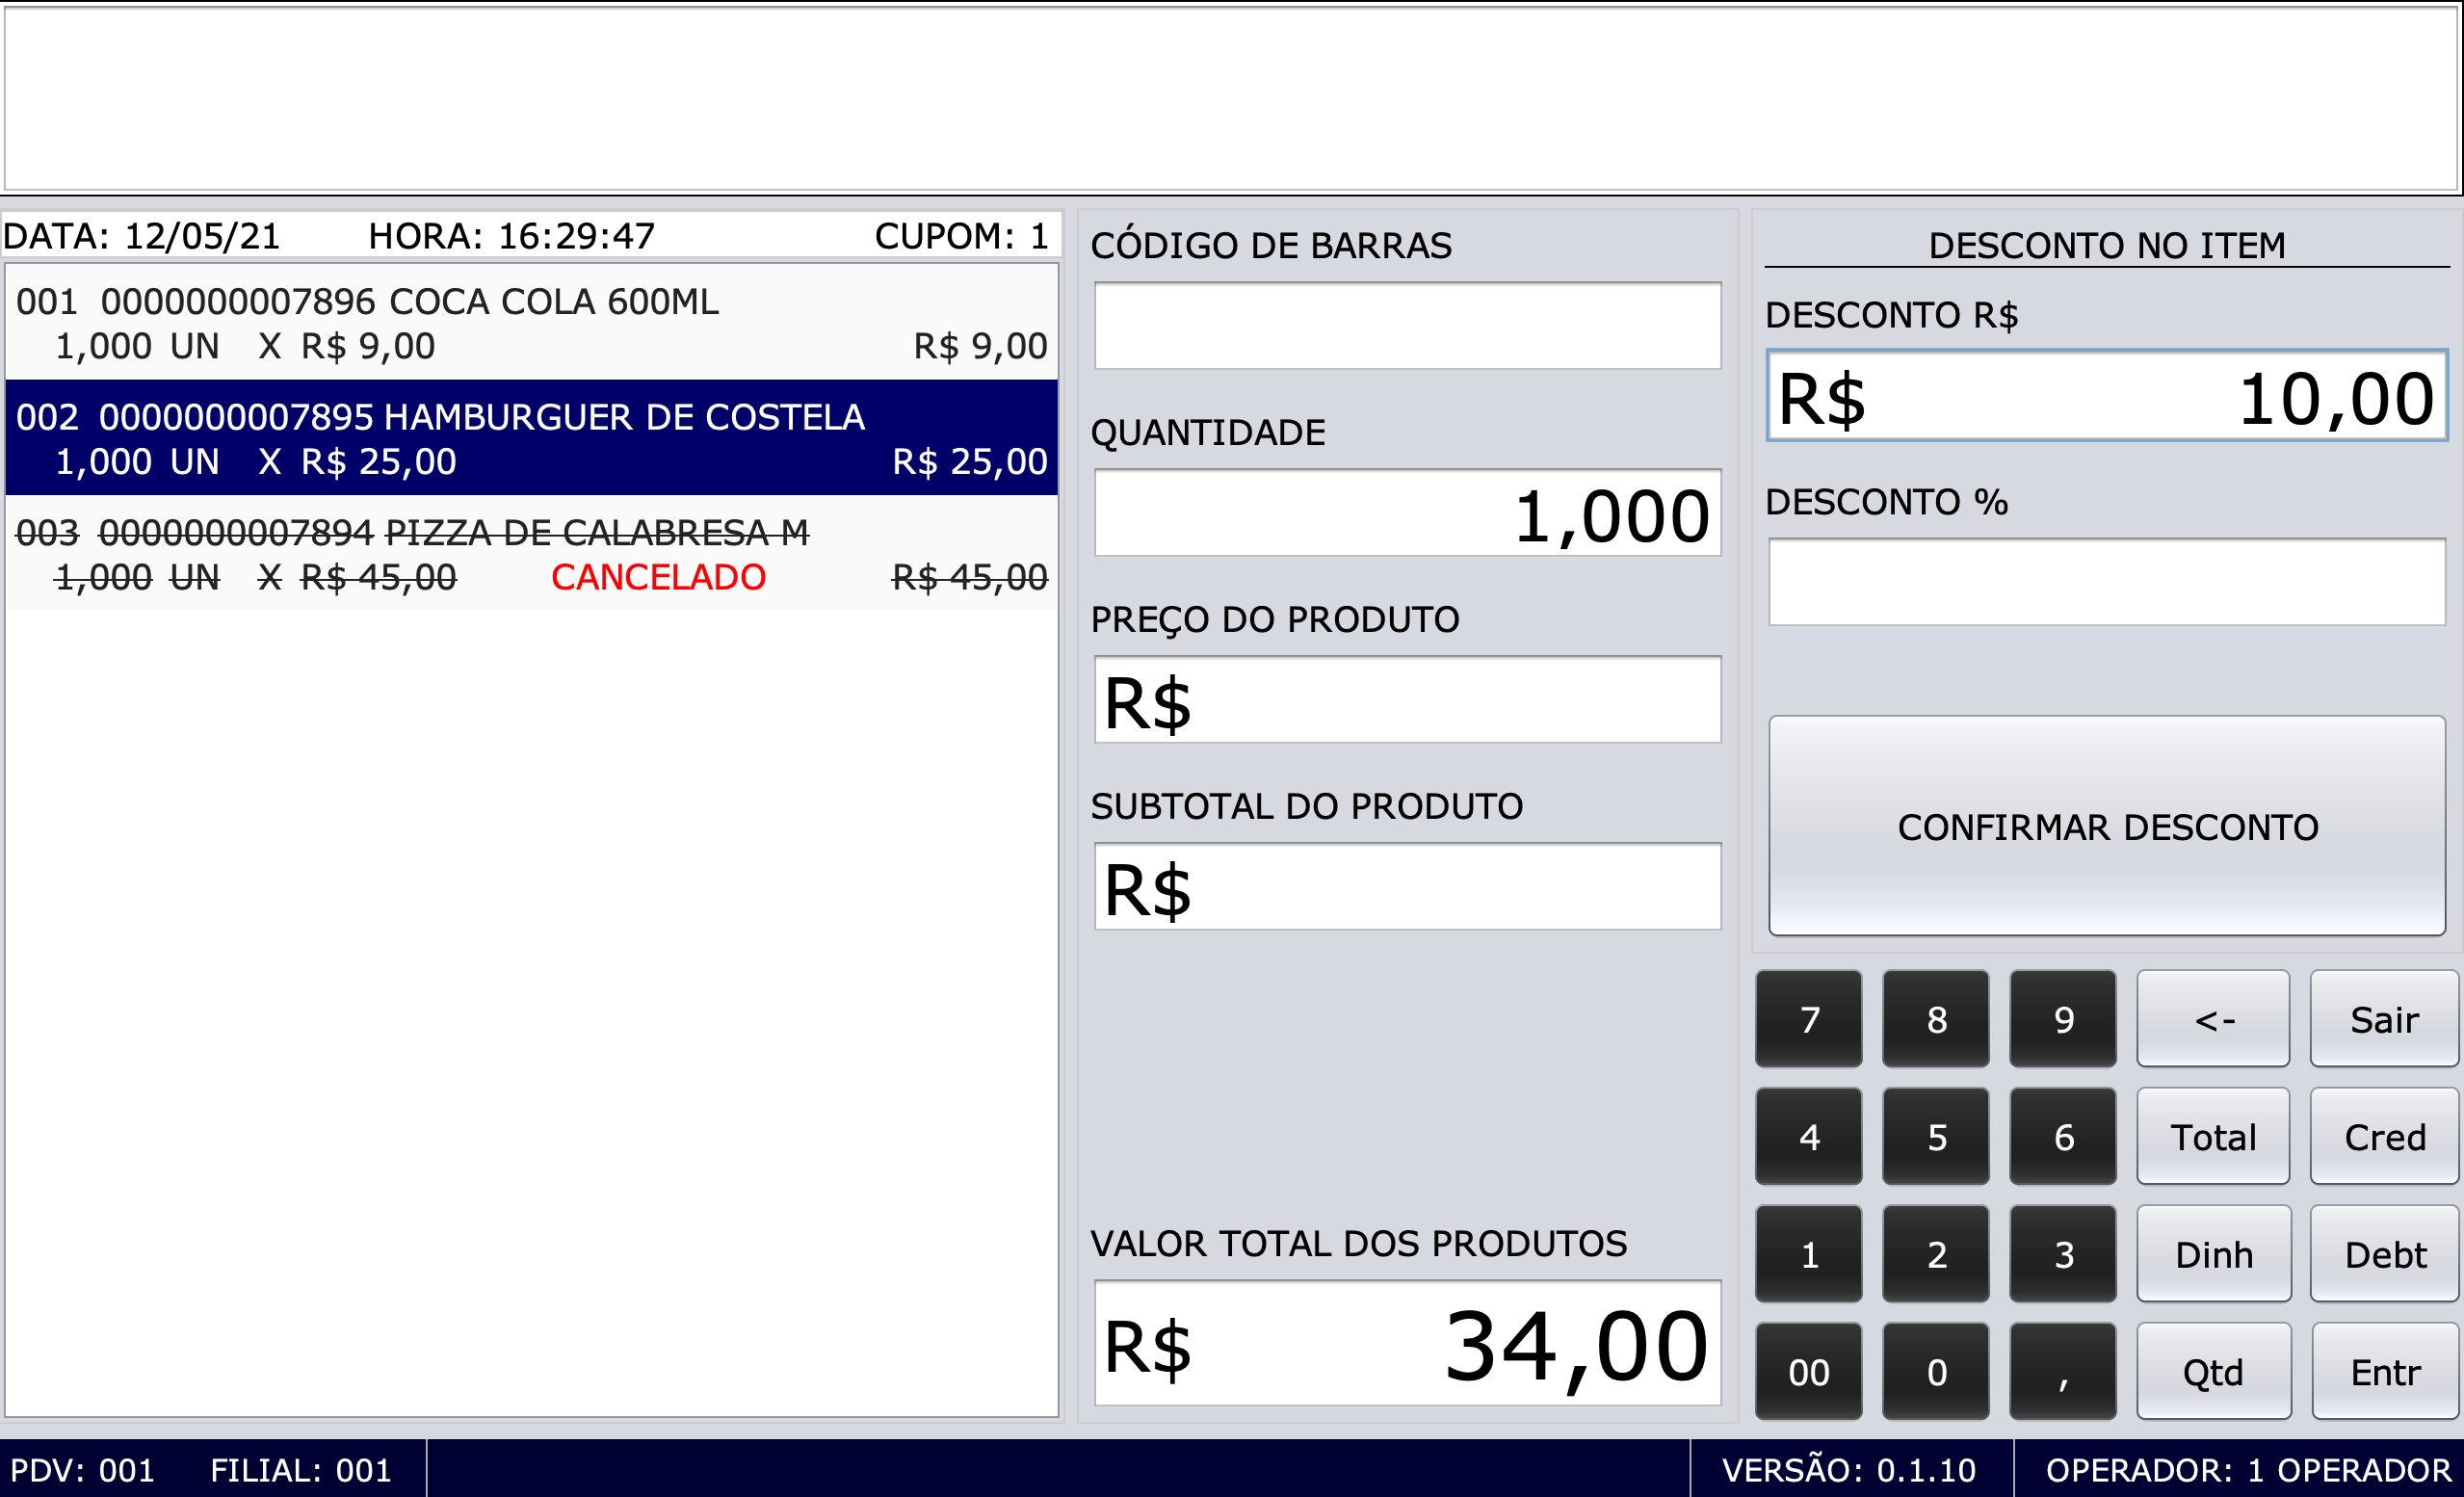 DATA: 12/05/21 HORA: 16:29:47 CUPOM: 1
001 0000000007896 COCA COLA 600ML
1,000 UN X R$ 9,00 R$ 9,00
002 0000000007895 HAMBURGUER DE COSTELA
1,000 UN X R$ 25,00 R$ 25,00
003 0000000007894 PIZZA DE CALABRESA M
1,000 UN X R$ 45,00 CANCELADO R$ 45,00
CÓDIGO DE BARRAS
QUANTIDADE
1,000
PREÇO DO PRODUTO
R$
SUBTOTAL DO PRODUTO
R$
VALOR TOTAL DOS PRODUTOS
R$ 34,00
DESCONTO NO ITEM
DESCONTO R$
R$ 10,00
DESCONTO %
CONFIRMAR DESCONTO
7 8 9 <- Sair
4 5 6 Total Cred
1 2 3 Dinh Debt
00 0 , Qtd Entr
PDV: 001 FILIAL: 001 VERSÃO: 0.1.10 OPERADOR: 1 OPERADOR